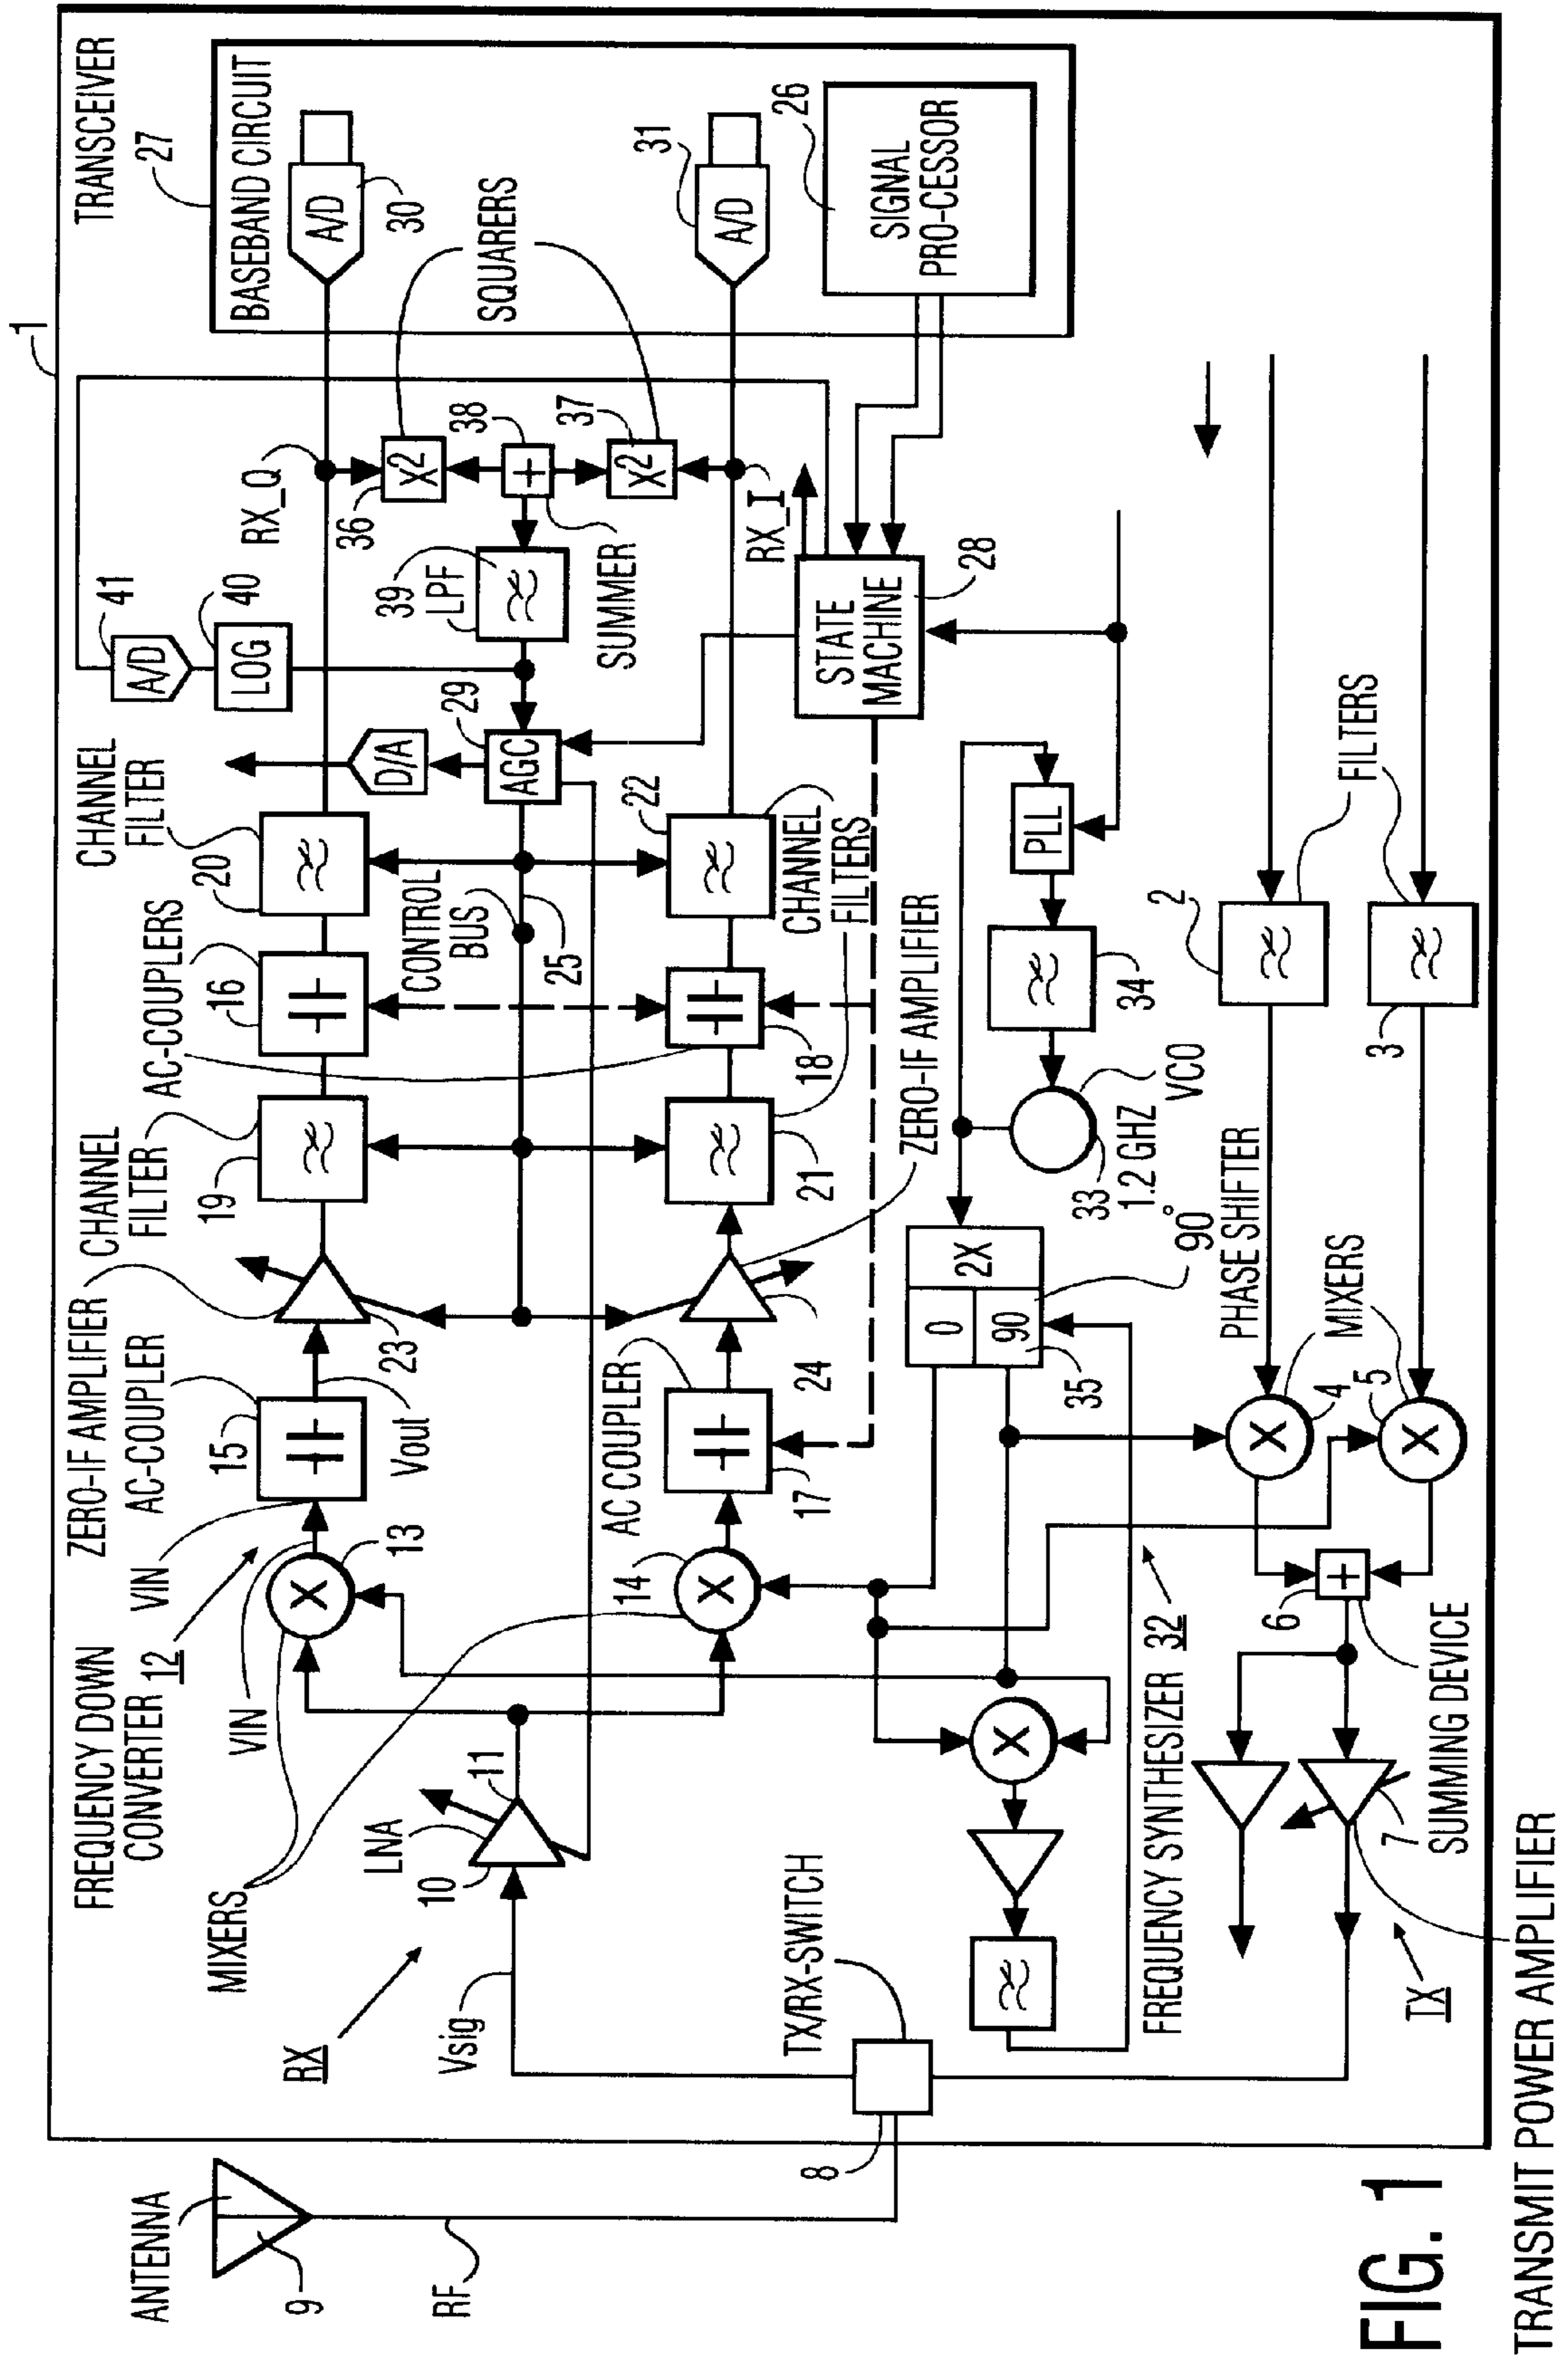 1
TRANSCEIVER
27
BASEBAND CIRCUIT
A/D
30
SQUARERS
31
A/D
26
SIGNAL
PRO-CESSOR
RX_Q
36
X2
38
+
37
X2
RX_I
41
A/D
40
LOG
39
LPF
SUMMER
STATE
MACHINE
28
CHANNEL
FILTER
20
D/A
29
AGC
22
CHANNEL
FILTERS
AC-COUPLERS
16
CONTROL
BUS
25
18
ZERO-IF AMPLIFIER
PLL
34
VCO
33
1.2 GHZ
FILTERS
2
3
CHANNEL
FILTER
19
21
ZERO-IF AMPLIFIER
23
24
AC-COUPLER
15
Vout
VIN
AC COUPLER
17
2X
0
90
35
90°
PHASE SHIFTER
MIXERS
X
4
X
5
FREQUENCY DOWN
CONVERTER 12
VIN
X
13
14
X
MIXERS
LNA
10
11
X
FREQUENCY SYNTHESIZER 32
6
+
SUMMING DEVICE
7
RX
Vsig
TX/RX-SWITCH
8
TX
ANTENNA
9
RF
TRANSMIT POWER AMPLIFIER
FIG. 1